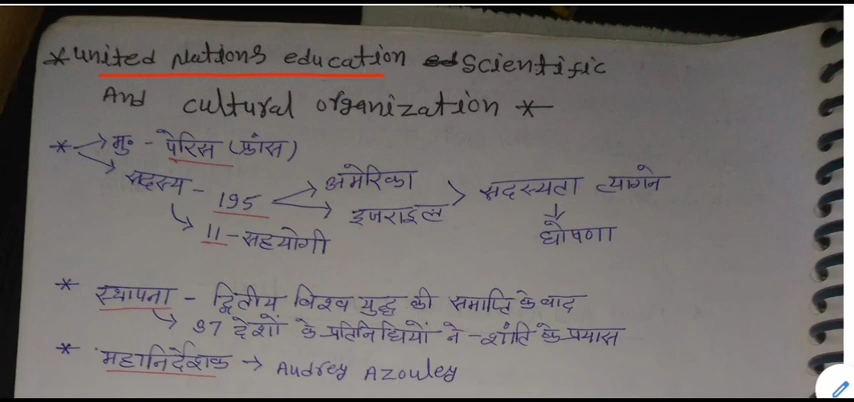 * united nations education Scientific
And cultural organization *
* → मु॰ - पेरिस (फ्रांस)
→ सदस्य - 195 → अमेरिका
→ इजराइल > सदस्यता त्यागने
↓
घोषणा
↳ 11 - सहयोगी
* स्थापना - द्वितीय विश्व युद्ध की समाप्ति के बाद
↳ 37 देशों के प्रतिनिधियों ने - शांति के प्रयास
* महानिर्देशक → Audrey Azouley